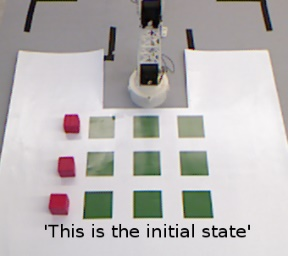 'This is the initial state'